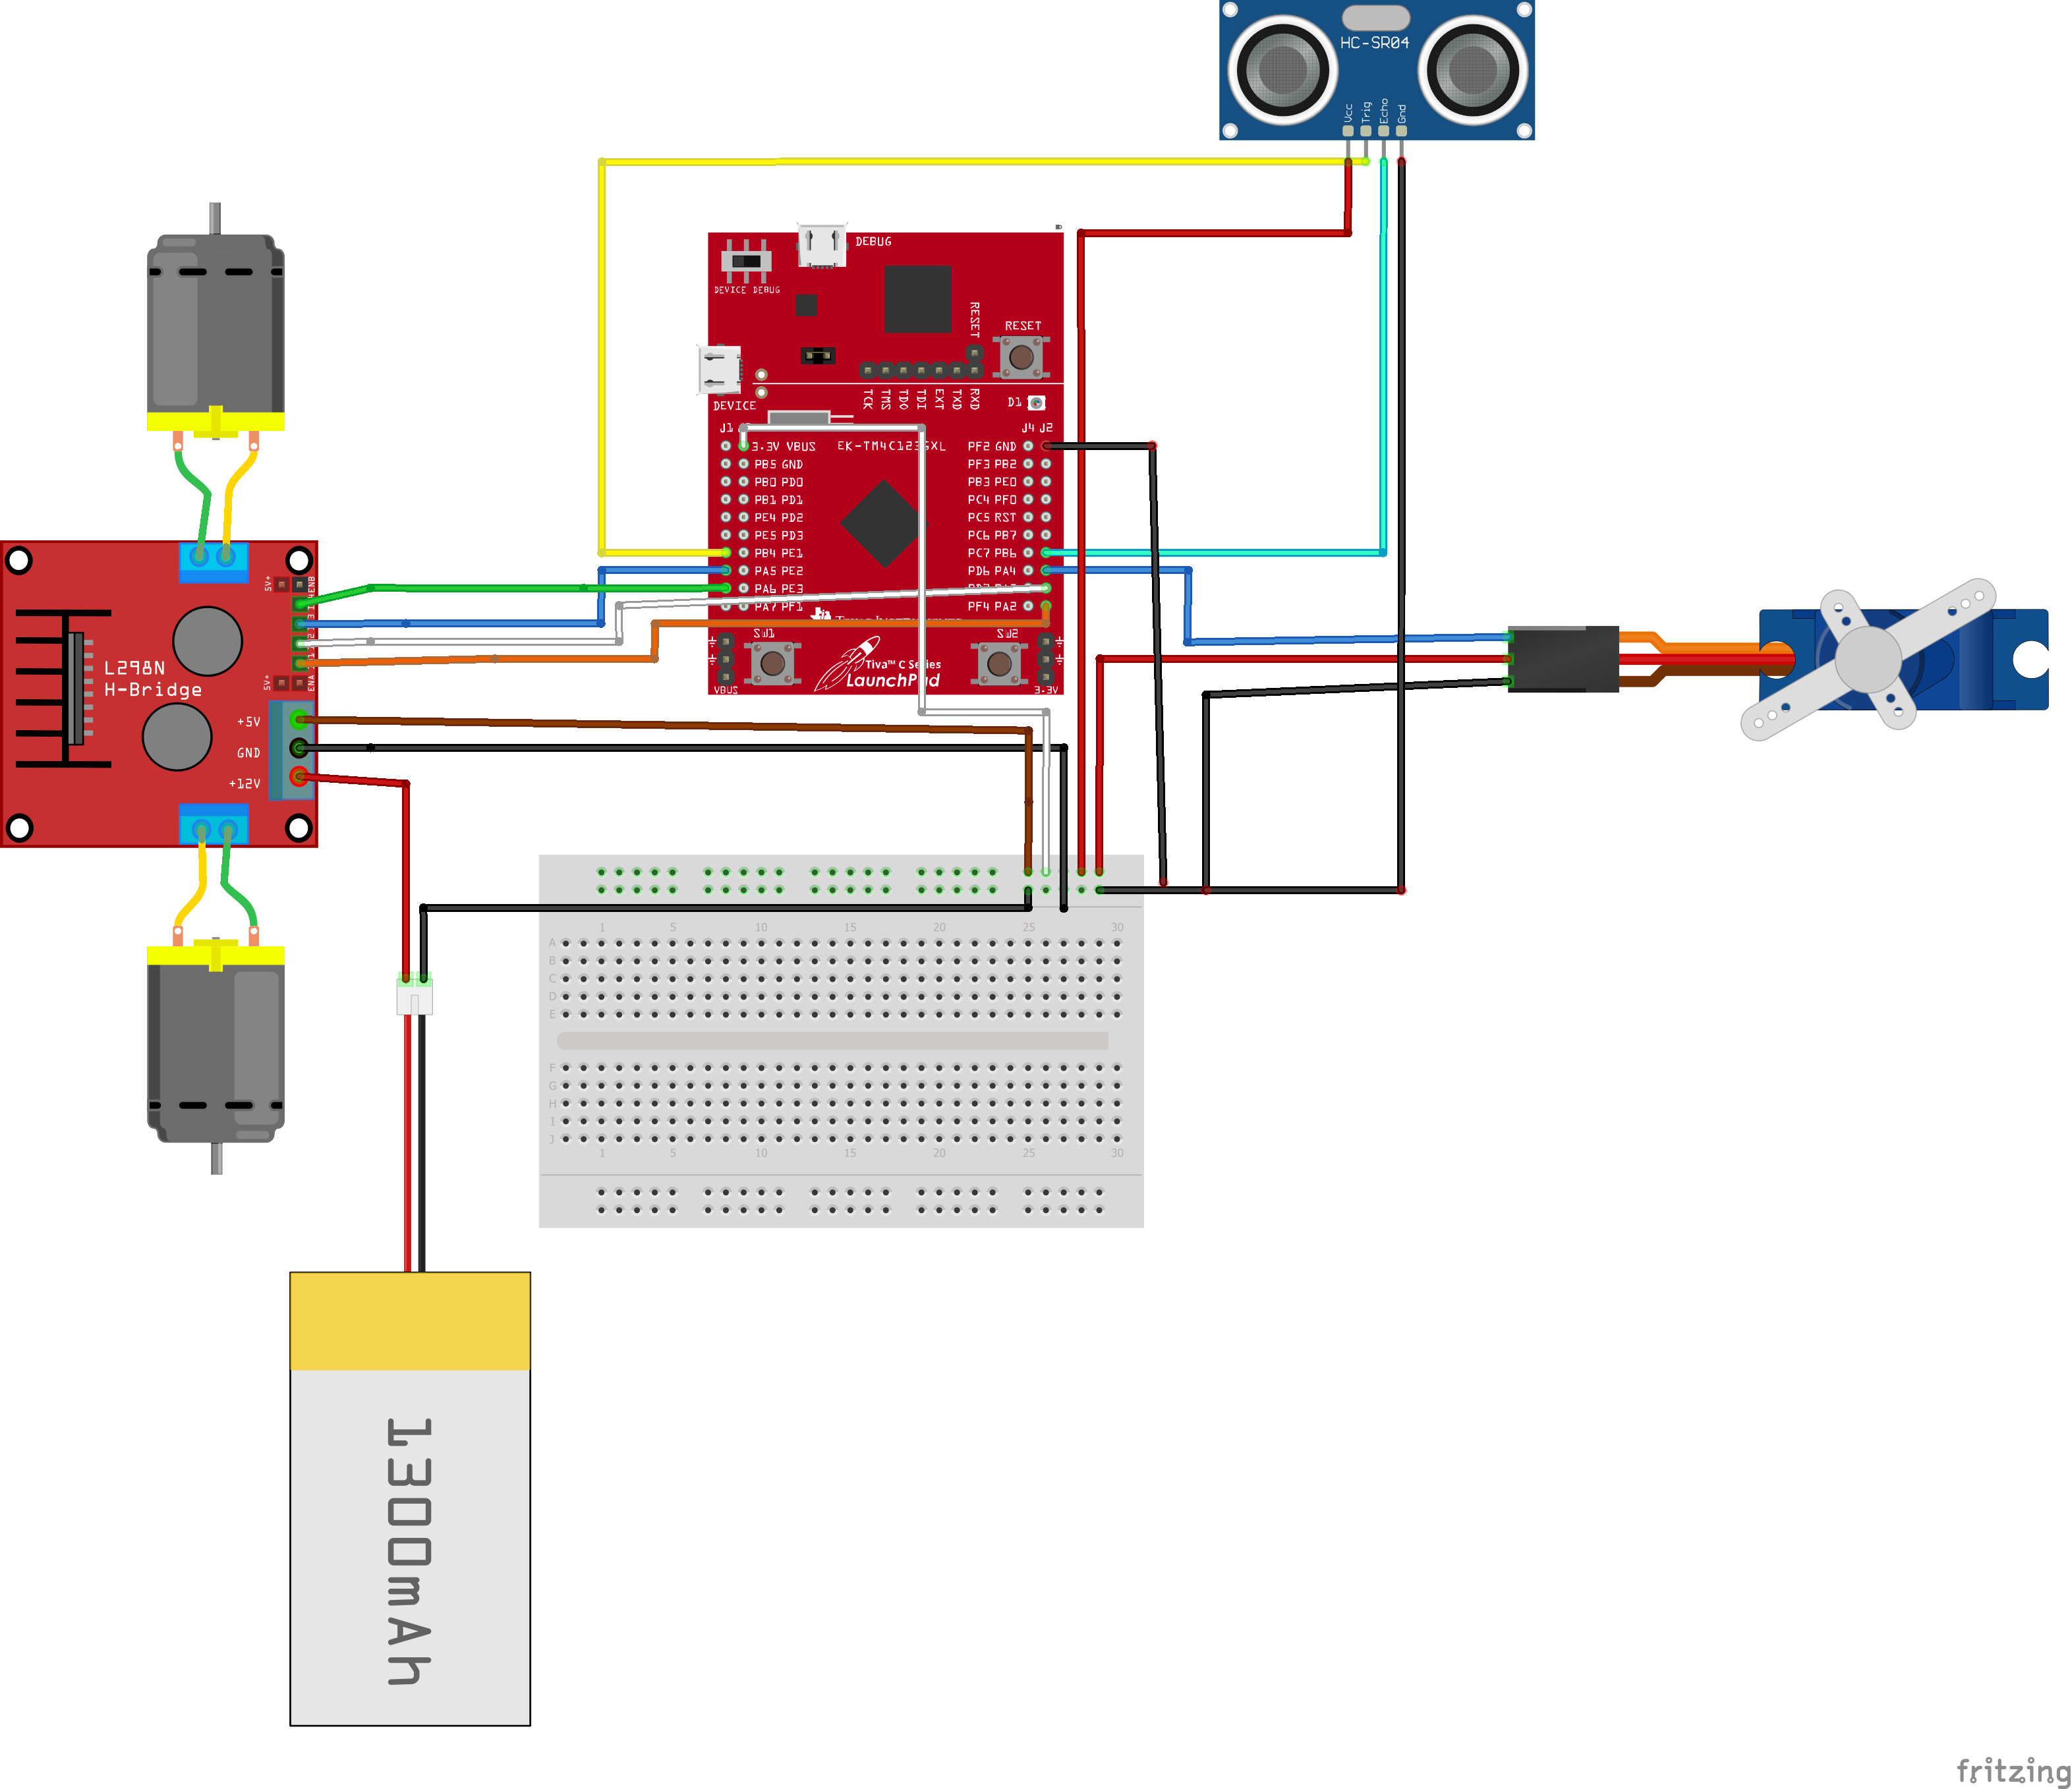 HC-SR04
Vcc
Trig
Echo
Gnd
DEBUG
DEVICE DEBUG
RESET
RESET
DEVICE
TCK
TMS
TDO
TDI
EXT
TXD
RXD
D1
J1
J4 J2
3.3V VBUS
EK-TM4C123GXL
PF2 GND
PB5 GND
PF3 PB2
PB0 PD0
PB3 PE0
PB1 PD1
PC4 PF0
PE4 PD2
PC5 RST
PE5 PD3
PC6 PB7
PB4 PE1
PC7 PB6
PA5 PE2
PD6 PA4
PA6 PE3
PA7 PF1
PF4 PA2
SW1
SW2
Tiva™ C Series
LaunchPad
VBUS
3.3V
5V+
ENB
L298N
H-Bridge
5V+
ENA
+5V
GND
+12V
1 5 10 15 20 25 30
A
B
C
D
E
F
G
H
I
J
1 5 10 15 20 25 30
1300mAh
fritzing